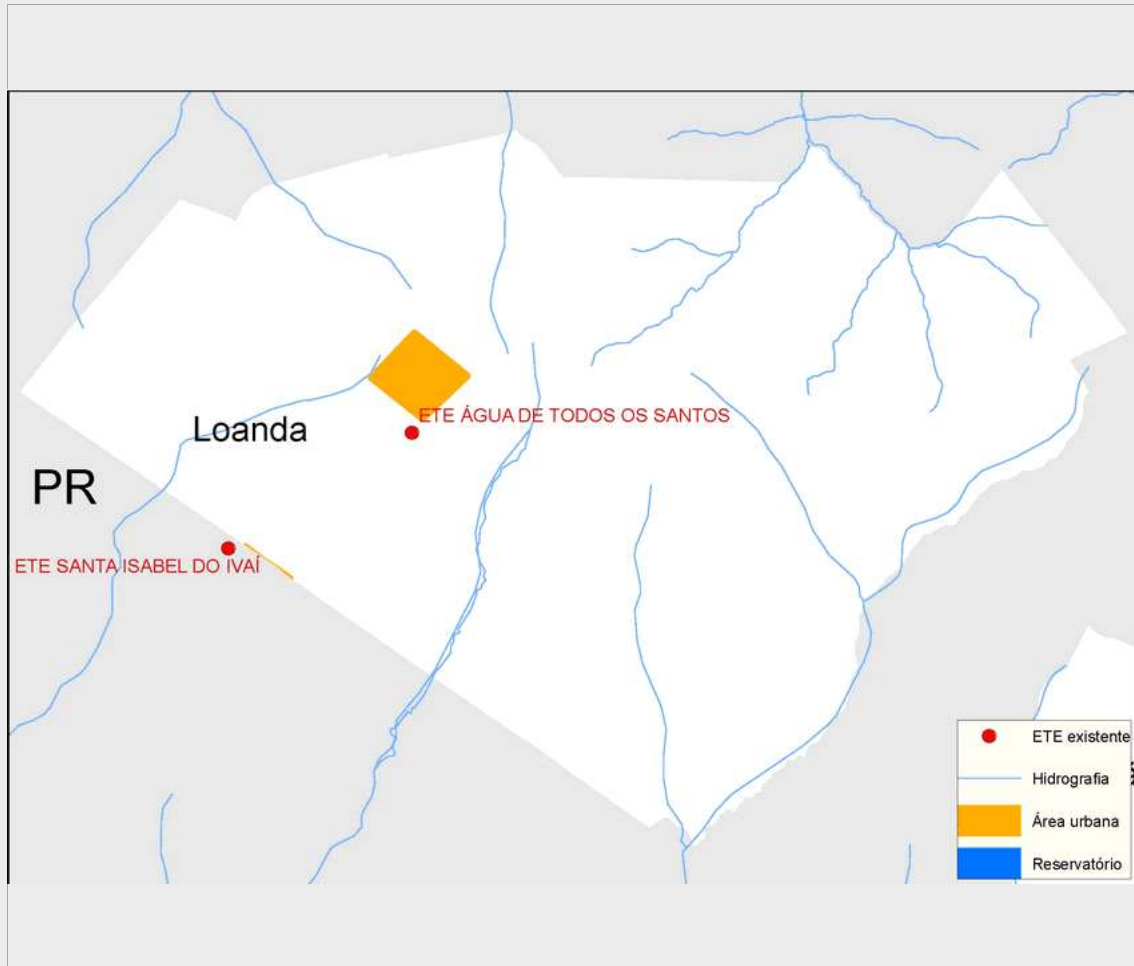 ETE ÁGUA DE TODOS OS SANTOS
Loanda
PR
ETE SANTA ISABEL DO IVAÍ
ETE existente
Hidrografia
Área urbana
Reservatório